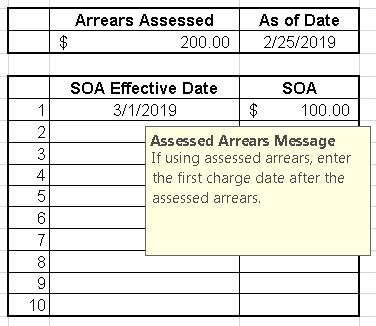 Arrears Assessed As of Date
$ 200.00 2/25/2019
SOA Effective Date SOA
1 3/1/2019 $ 100.00
2
Assessed Arrears Message
3 If using assessed arrears, enter
4 the first charge date after the
5 assessed arrears.
6
7
8
9
10